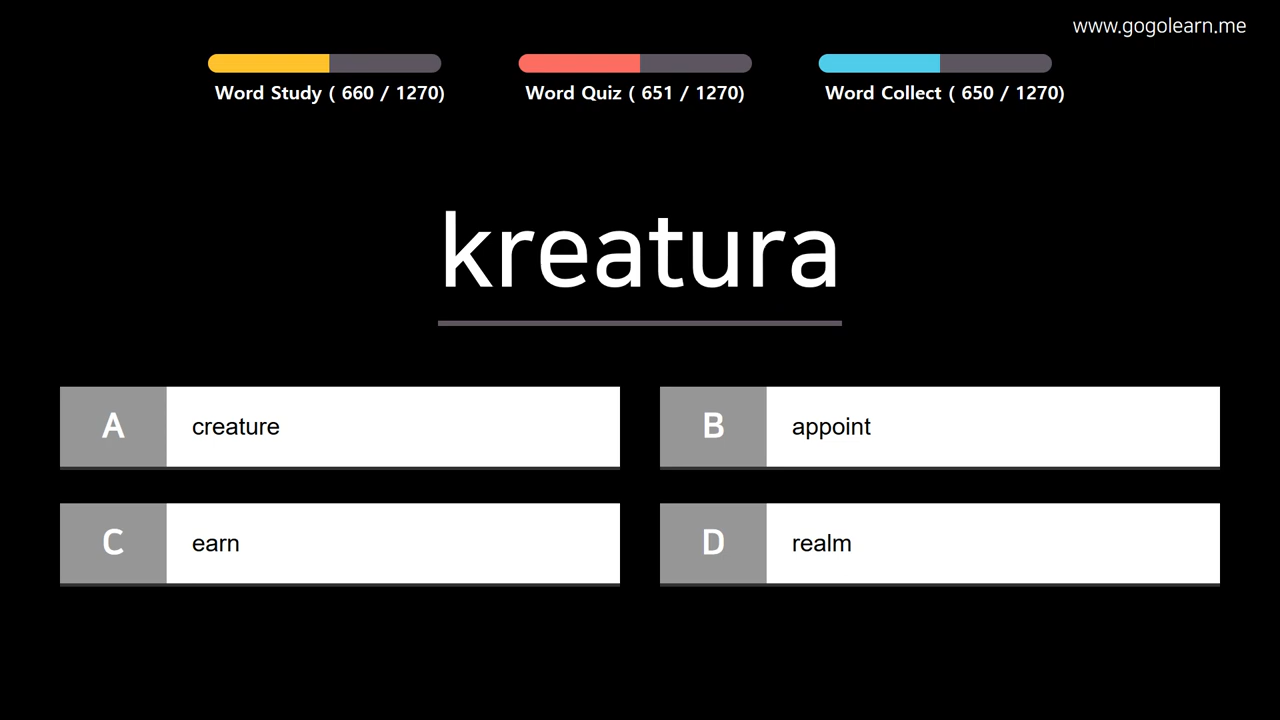 www.gogolearn.me
Word Study ( 660 / 1270)
Word Quiz ( 651 / 1270)
Word Collect ( 650 / 1270)
kreatura
A creature
B appoint
C earn
D realm